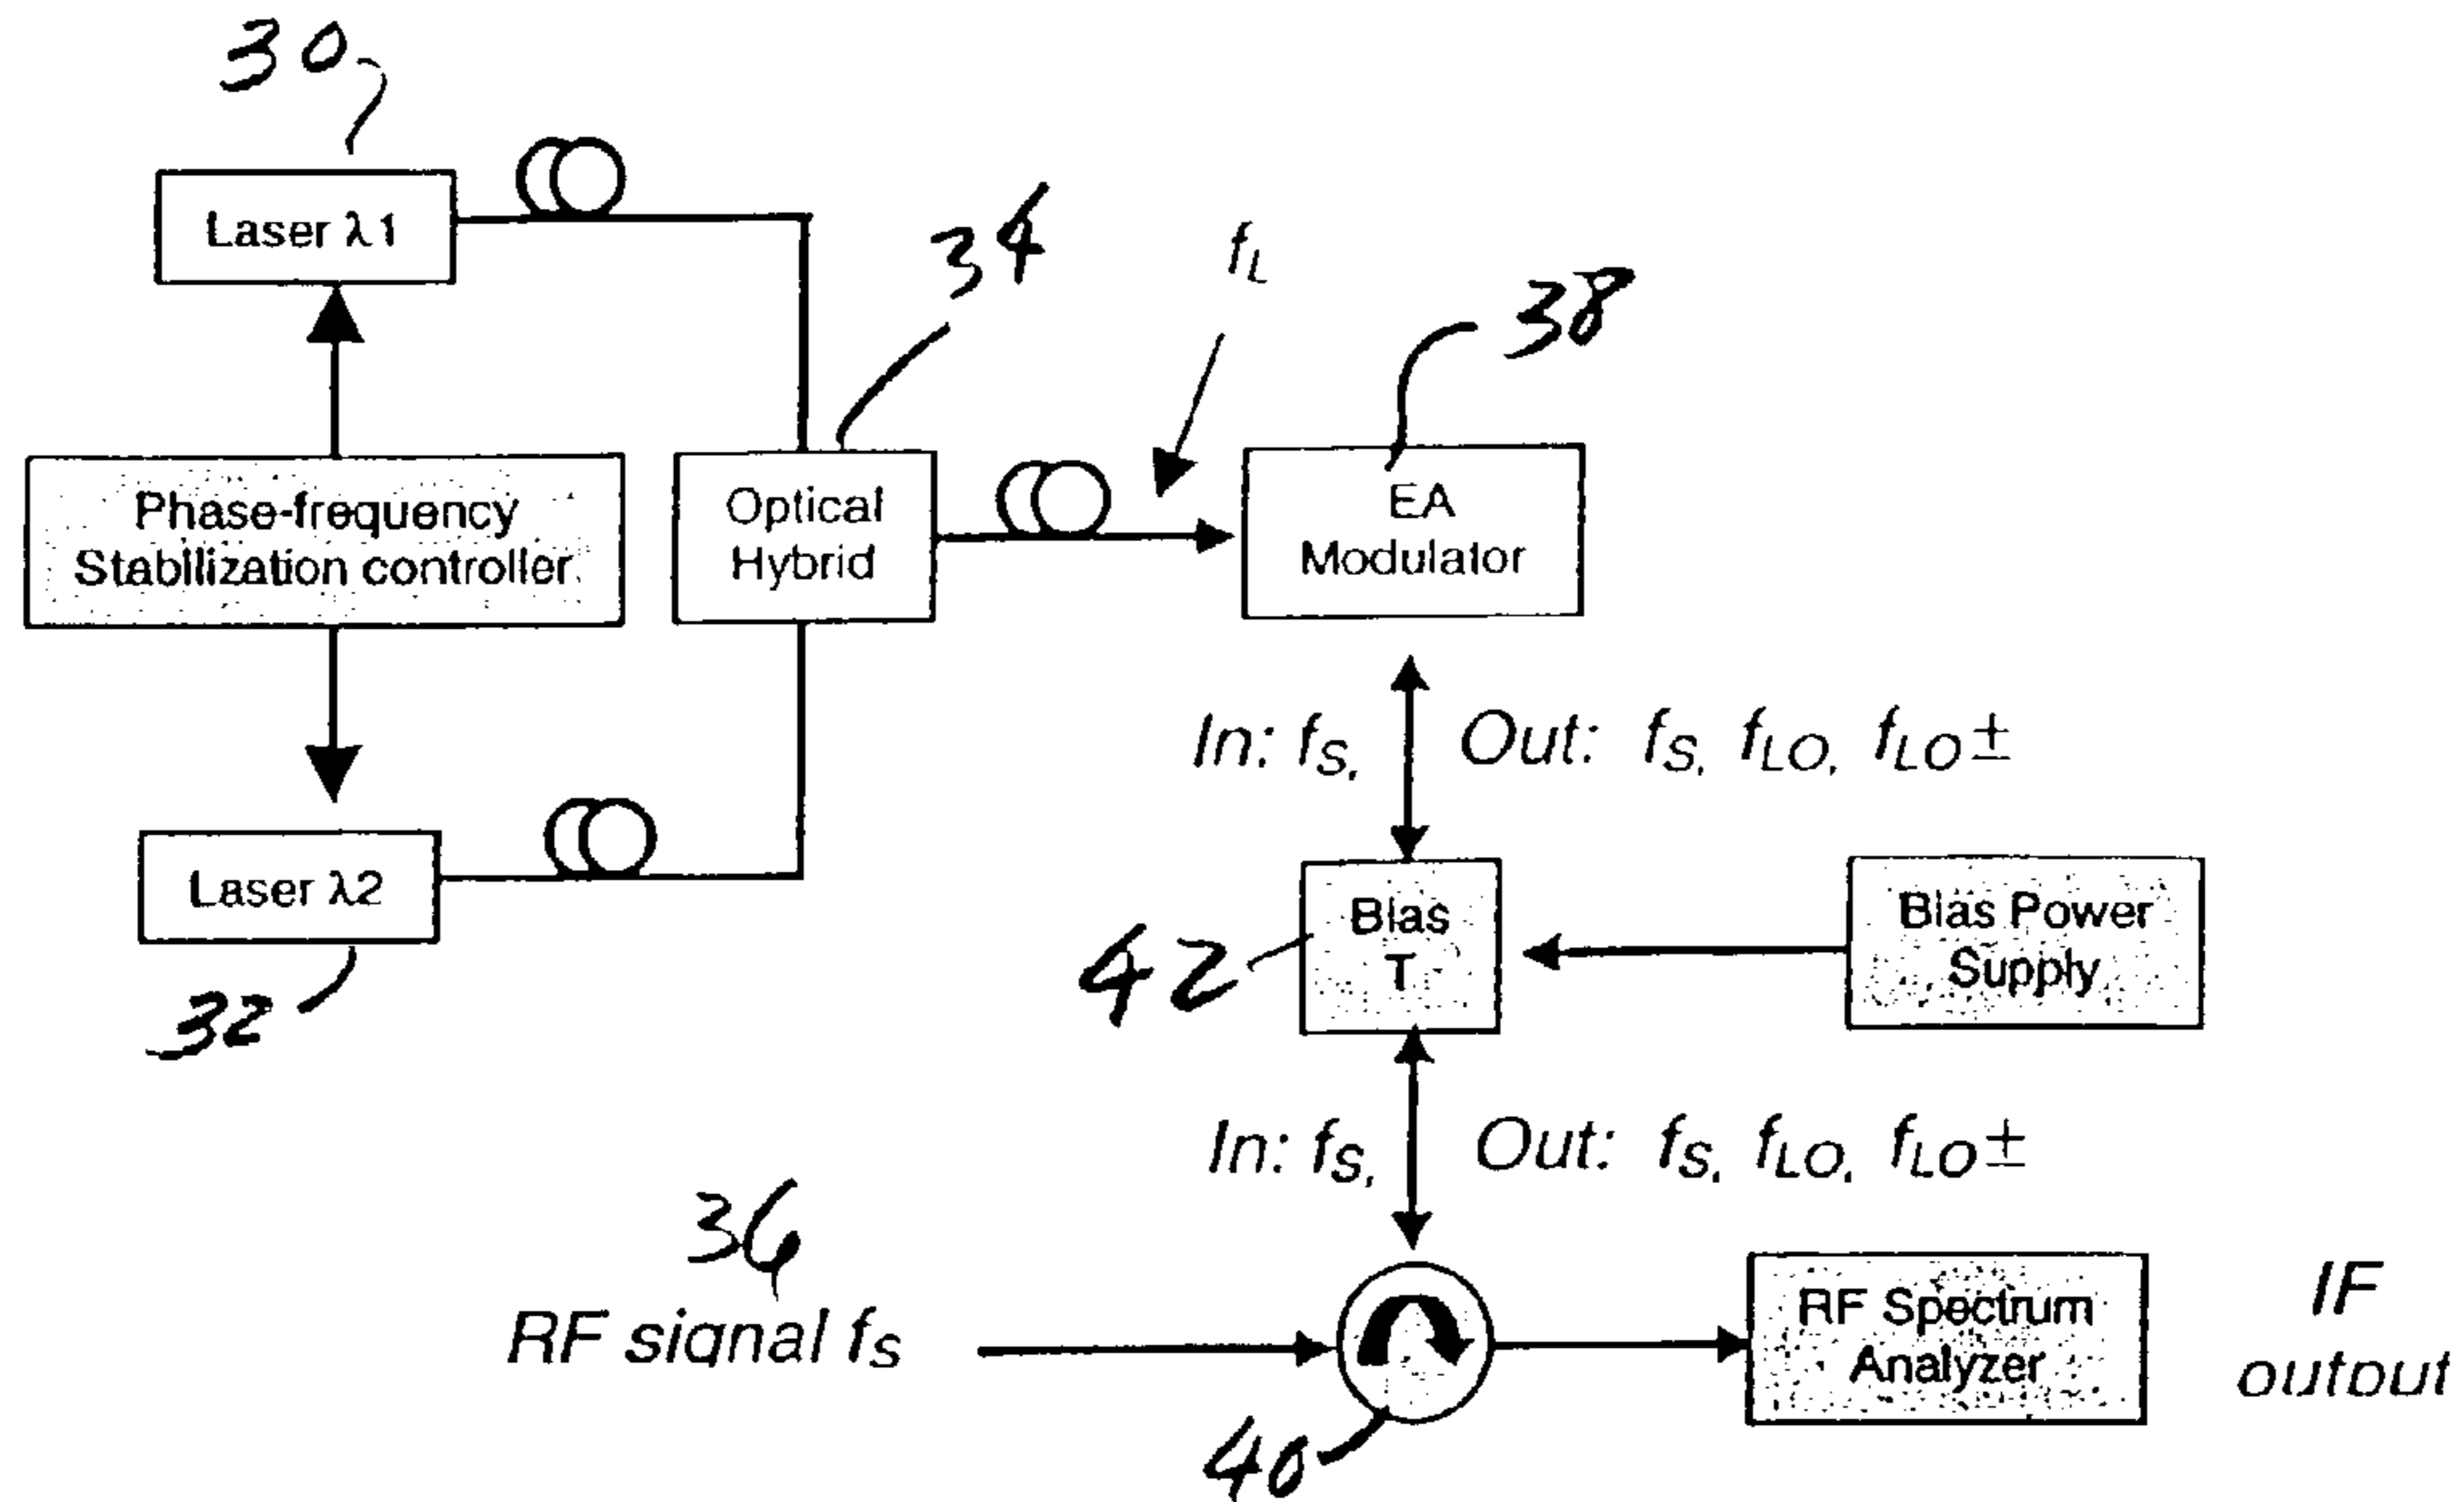 30
Laser λ1
34
fL
38
Phase-frequency
Stabilization controller
Optical
Hybrid
EA
Modulator
In: fS, Out: fS, fLO, fLO±
Laser λ2
32
42
Bias
T
Bias Power
Supply
In: fS, Out: fS, fLO, fLO±
36
RF signal fS
RF Spectrum
Analyzer
IF
output
40